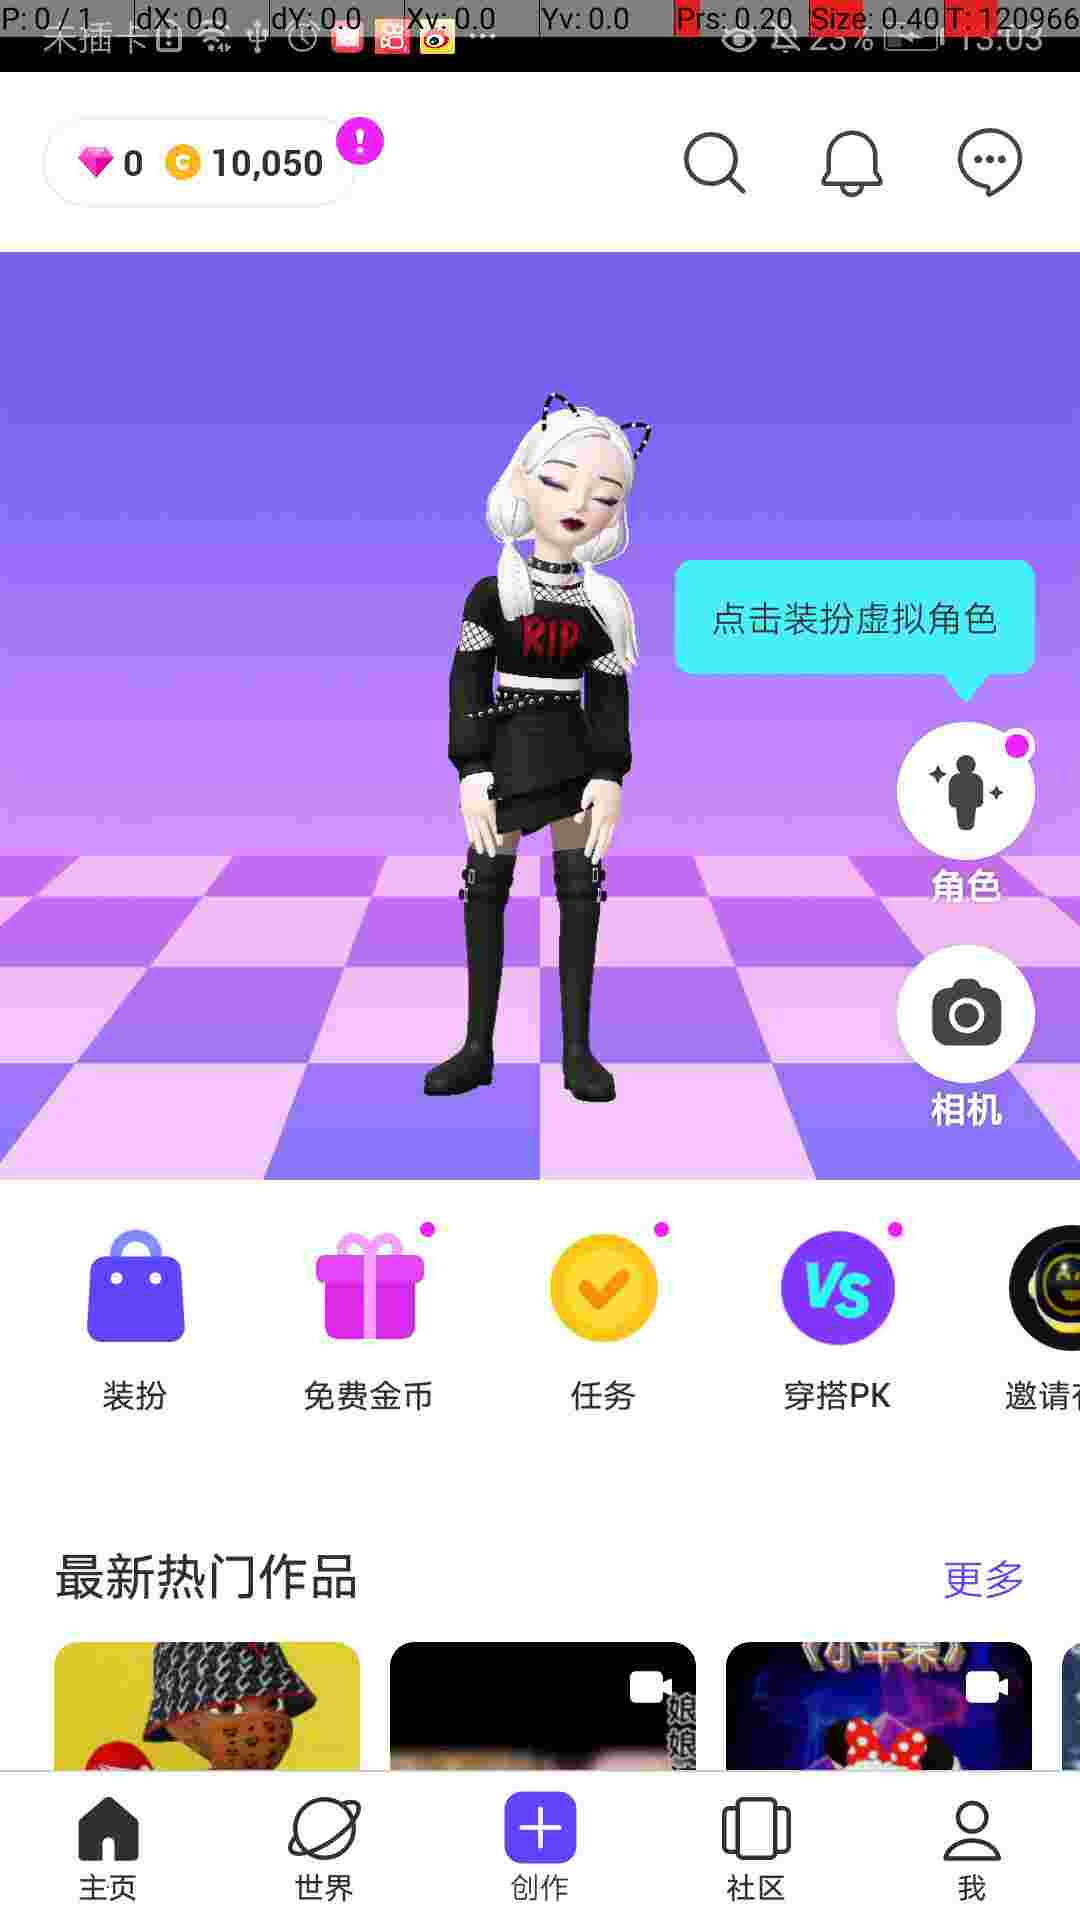 P: 0 / 1 dX: 0.0 dY: 0.0 Xv: 0.0 Yv: 0.0 Prs: 0.20 Size: 0.40 T: 120966
未插卡 23% 13:03
0 10,050
RIP
点击装扮虚拟角色
角色
相机
VS
装扮 免费金币 任务 穿搭PK 邀请
最新热门作品 更多
《小苹果》
娘娘
主页 世界 创作 社区 我